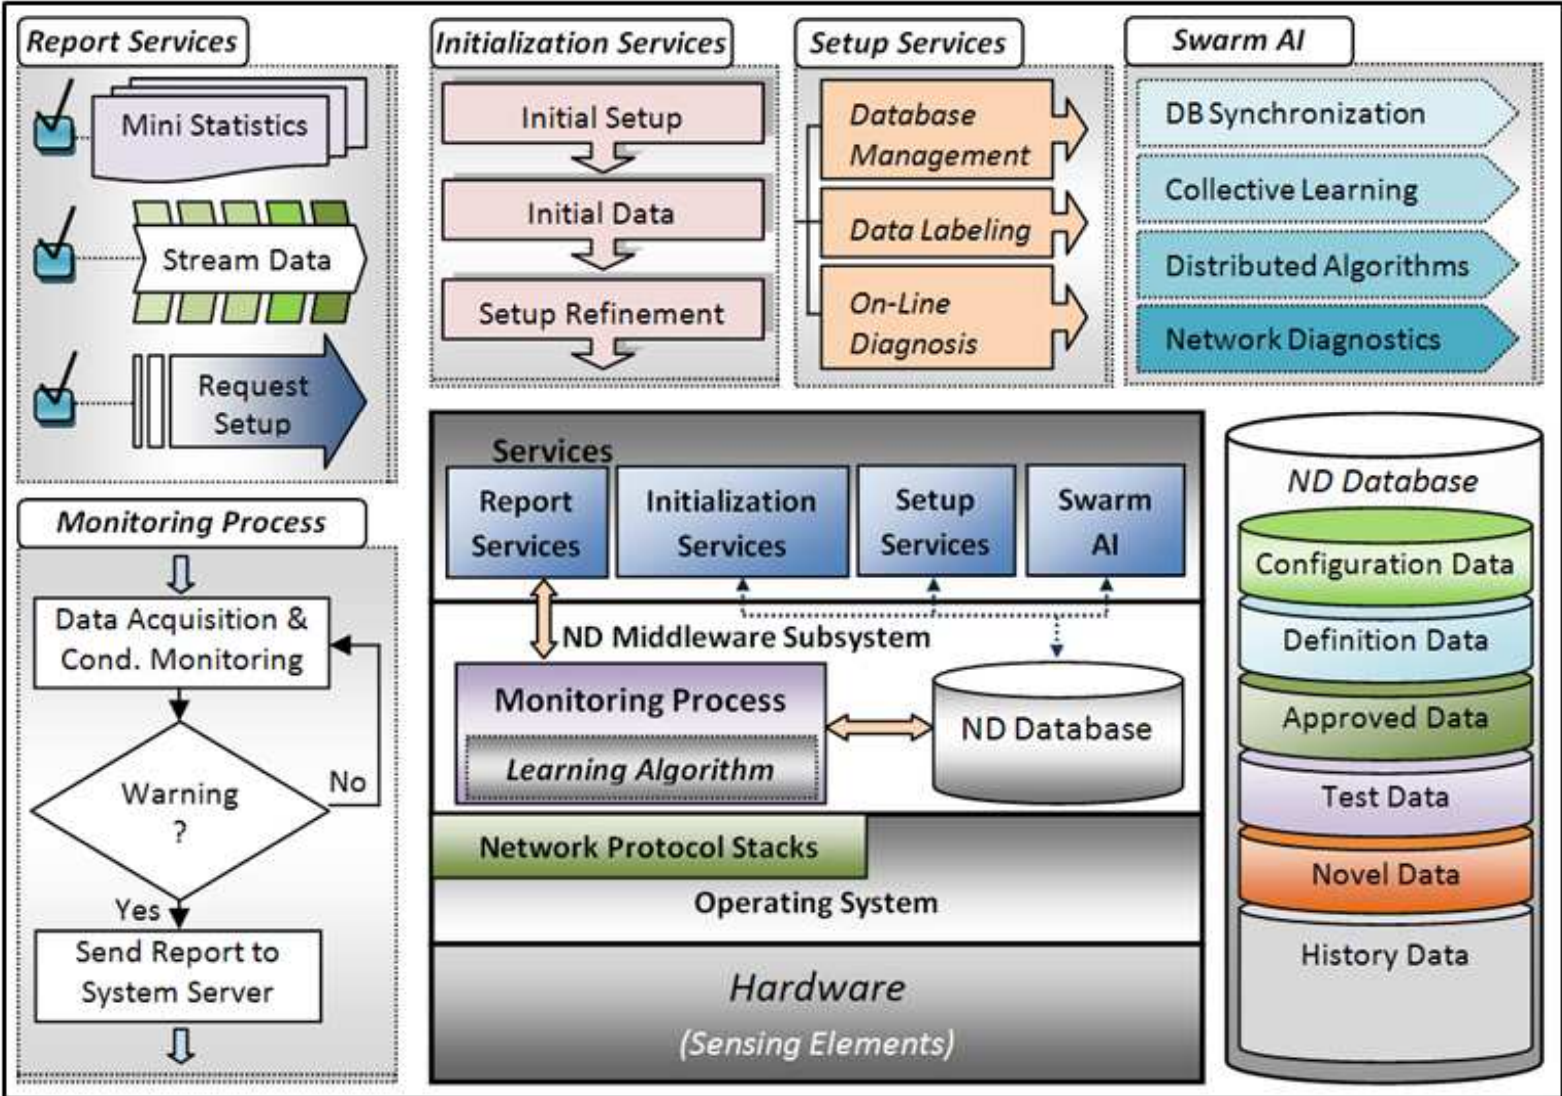 Report Services
Mini Statistics
Stream Data
Request
Setup
Initialization Services
Initial Setup
Initial Data
Setup Refinement
Setup Services
Database
Management
Data Labeling
On-Line
Diagnosis
Swarm AI
DB Synchronization
Collective Learning
Distributed Algorithms
Network Diagnostics
Monitoring Process
Data Acquisition &
Cond. Monitoring
Warning
?
No
Yes
Send Report to
System Server
Services
Report
Services
Initialization
Services
Setup
Services
Swarm
AI
ND Middleware Subsystem
Monitoring Process
Learning Algorithm
ND Database
Network Protocol Stacks
Operating System
Hardware
(Sensing Elements)
ND Database
Configuration Data
Definition Data
Approved Data
Test Data
Novel Data
History Data